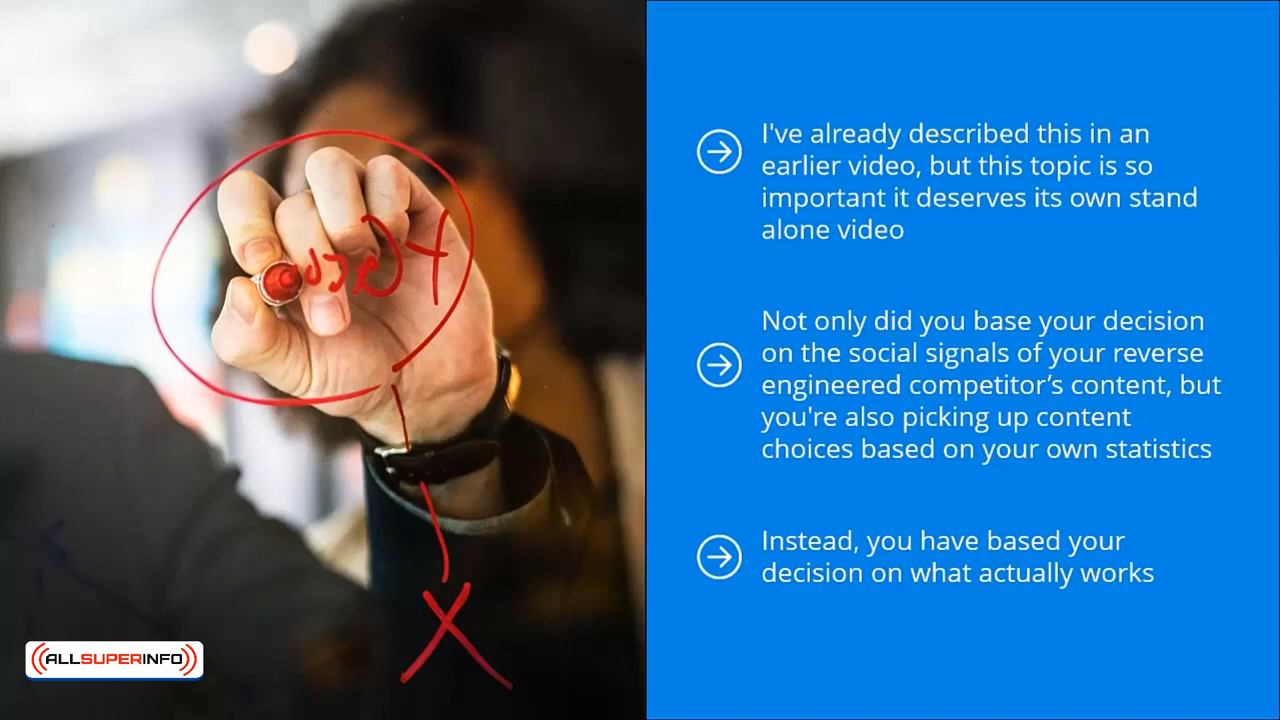 I've already described this in an
earlier video, but this topic is so
important it deserves its own stand
alone video
Not only did you base your decision
on the social signals of your reverse
engineered competitor’s content, but
you're also picking up content
choices based on your own statistics
Instead, you have based your
decision on what actually works
ALLSUPERINFO